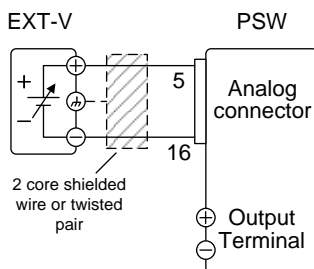 EXT-V
PSW
+
−
+
−
5
16
Analog
connector
2 core shielded
wire or twisted
pair
+
−
Output
Terminal